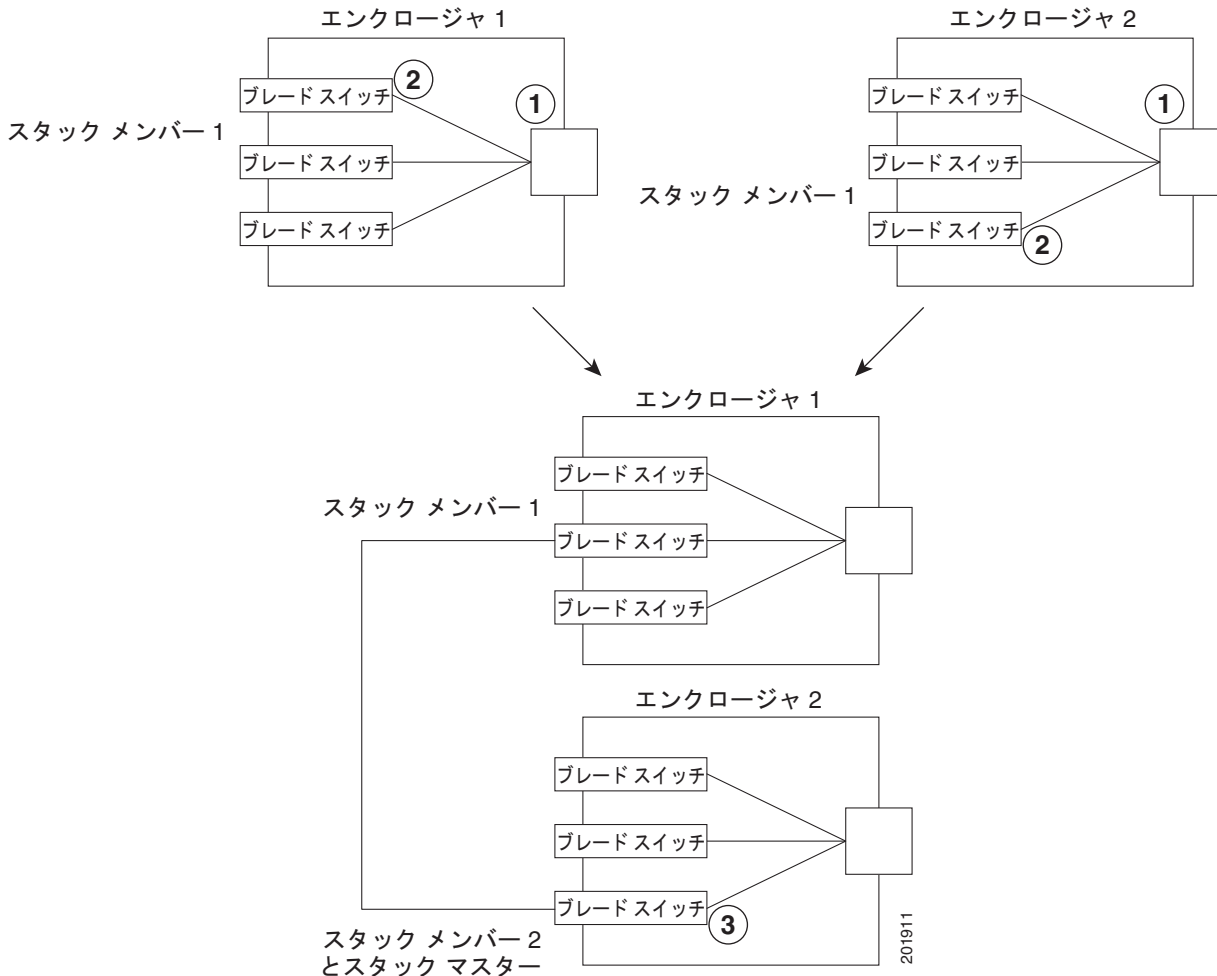 エンクロージャ 1
エンクロージャ 2
ブレード スイッチ
2
1
スタック メンバー 1
ブレード スイッチ
ブレード スイッチ
ブレード スイッチ
1
スタック メンバー 1
ブレード スイッチ
ブレード スイッチ
2
エンクロージャ 1
ブレード スイッチ
スタック メンバー 1
ブレード スイッチ
ブレード スイッチ
エンクロージャ 2
ブレード スイッチ
ブレード スイッチ
ブレード スイッチ
3
スタック メンバー 2
とスタック マスター
201911